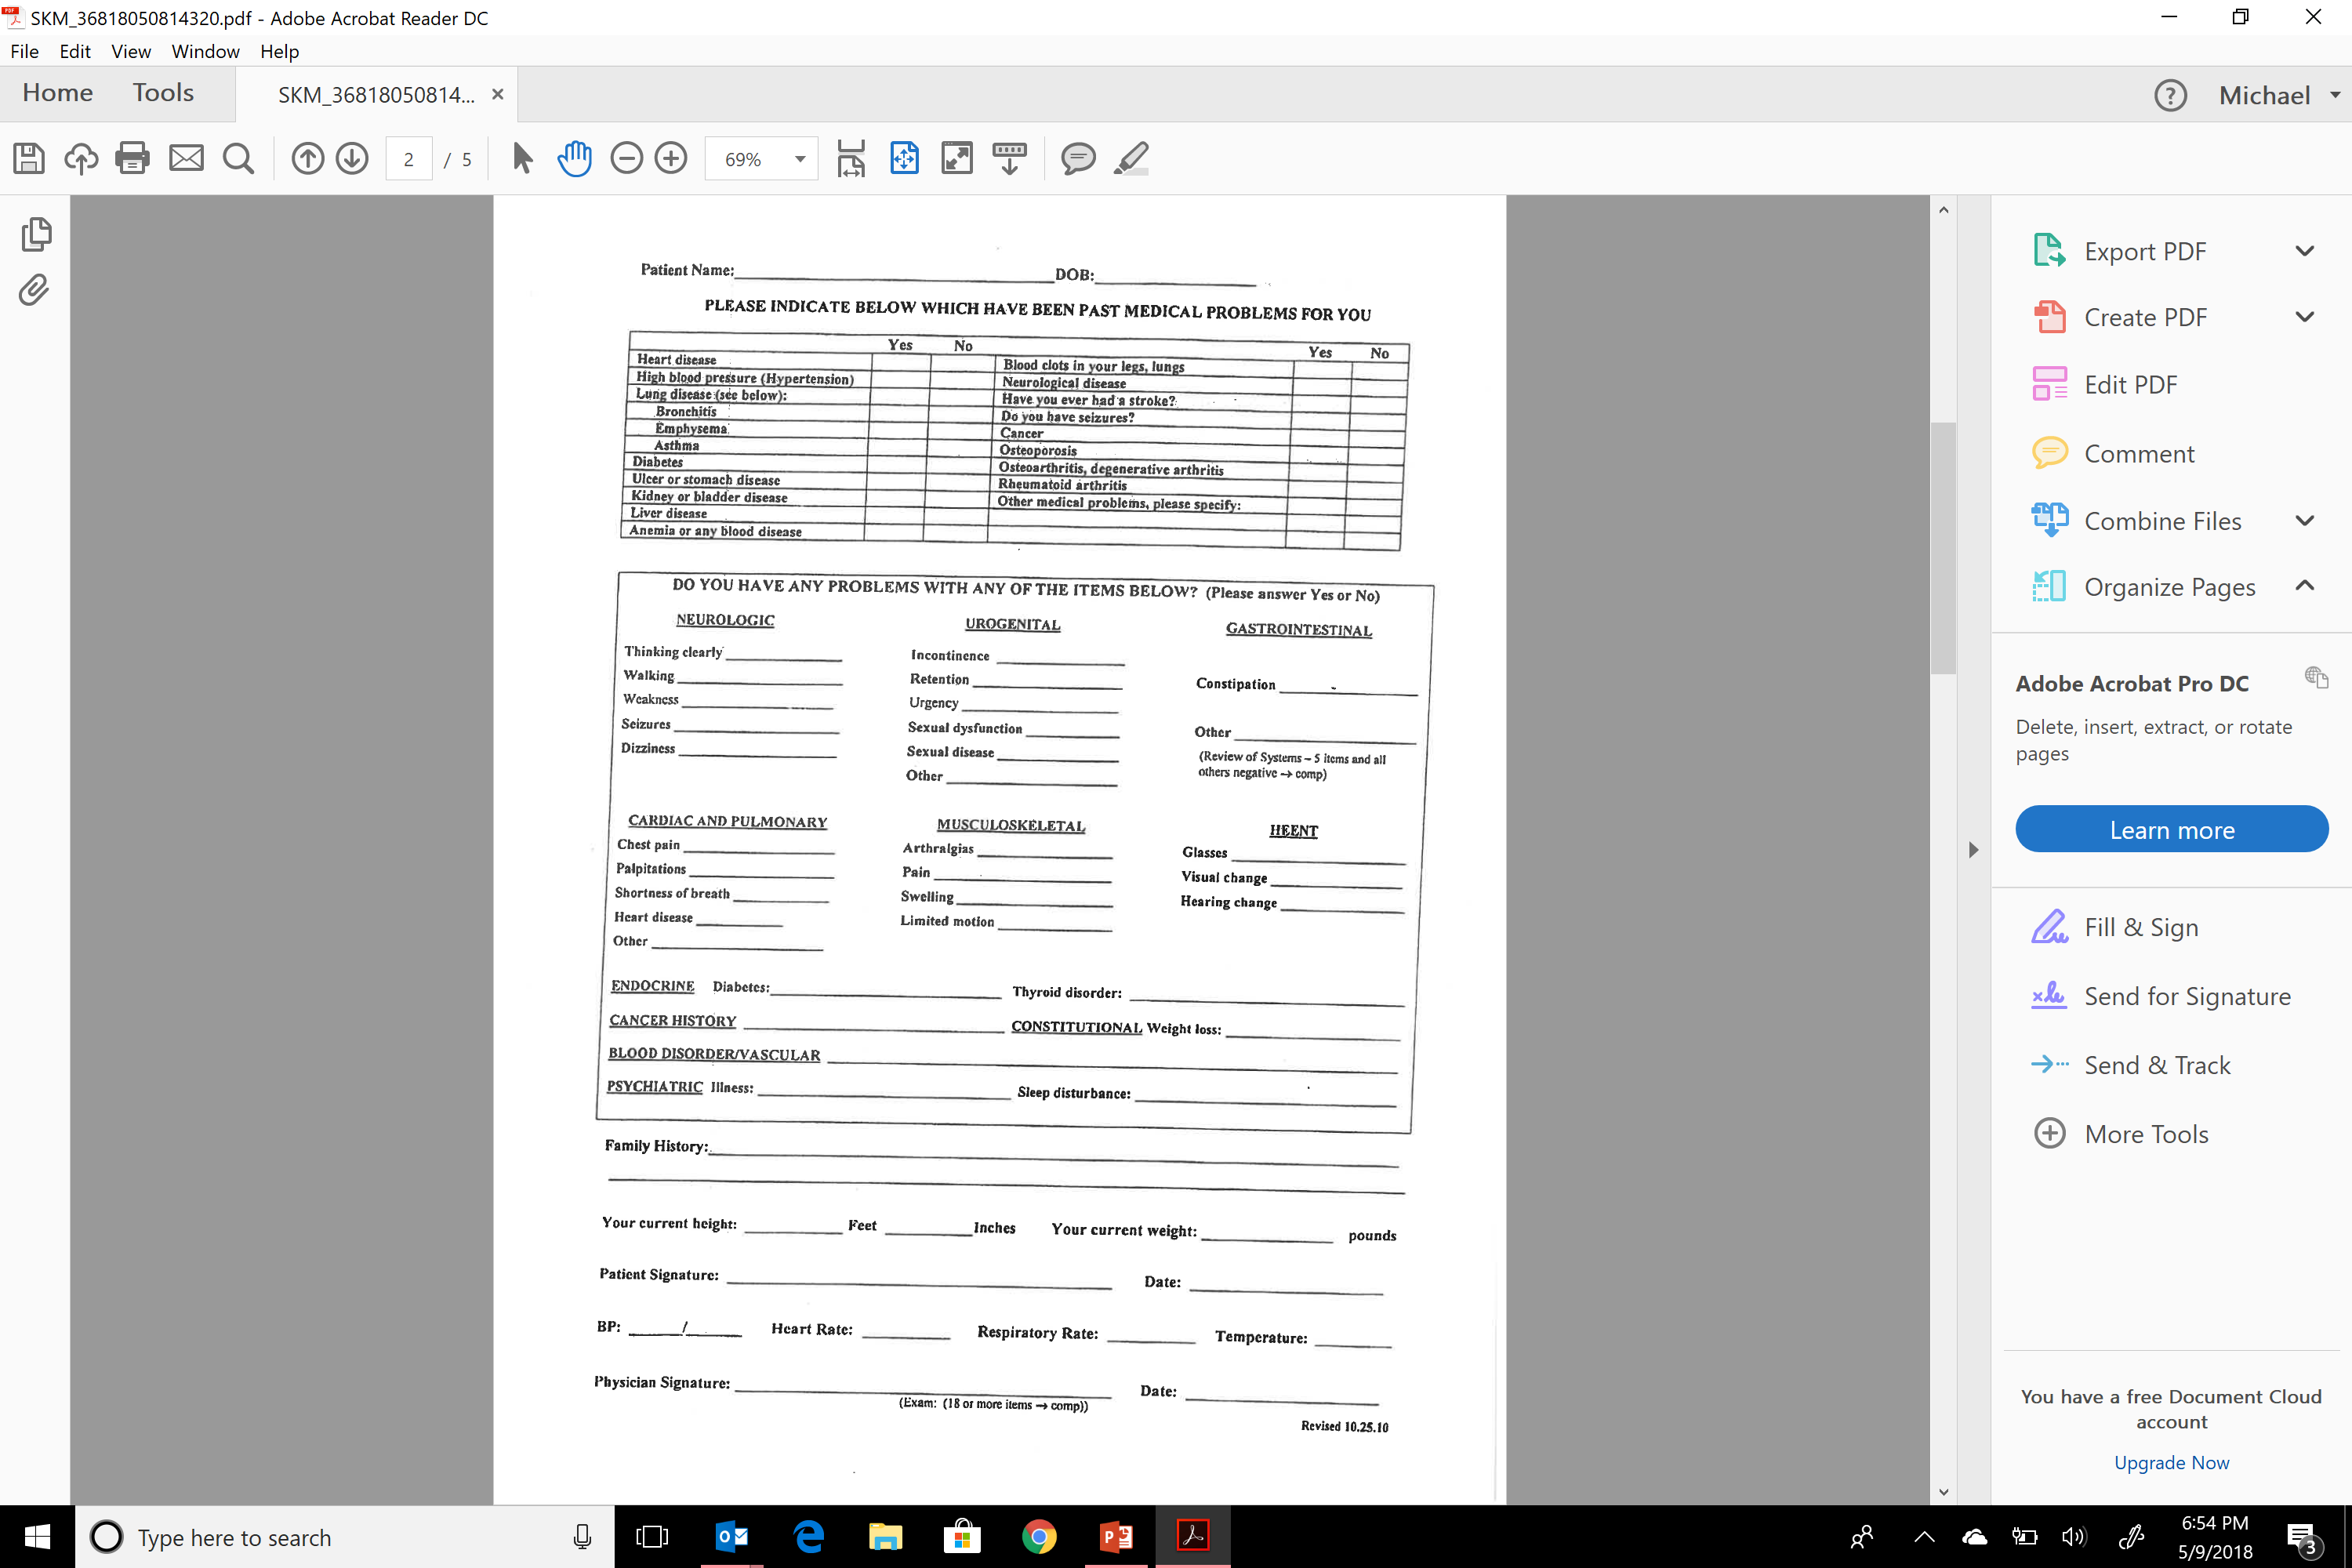 SKM_36818050814320.pdf - Adobe Acrobat Reader DC
File Edit View Window Help
Home Tools SKM_36818050814... × ? Michael
2 / 5 69%
Patient Name: DOB:
PLEASE INDICATE BELOW WHICH HAVE BEEN PAST MEDICAL PROBLEMS FOR YOU
Yes No Yes No
Heart disease Blood clots in your legs, lungs
High blood pressure (Hypertension) Neurological disease
Lung disease (see below): Have you ever had a stroke?
Bronchitis Do you have seizures?
Emphysema Cancer
Asthma Osteoporosis
Diabetes Osteoarthritis, degenerative arthritis
Ulcer or stomach disease Rheumatoid arthritis
Kidney or bladder disease Other medical problems, please specify:
Liver disease
Anemia or any blood disease
DO YOU HAVE ANY PROBLEMS WITH ANY OF THE ITEMS BELOW? (Please answer Yes or No)
NEUROLOGIC UROGENITAL GASTROINTESTINAL
Thinking clearly Incontinence
Walking Retention Constipation
Weakness Urgency
Seizures Sexual dysfunction Other
Dizziness Sexual disease (Review of Systems – 5 items and all
Other others negative → comp)
CARDIAC AND PULMONARY MUSCULOSKELETAL HEENT
Chest pain Arthralgias Glasses
Palpitations Pain Visual change
Shortness of breath Swelling Hearing change
Heart disease Limited motion
Other
ENDOCRINE Diabetes: Thyroid disorder:
CANCER HISTORY CONSTITUTIONAL Weight loss:
BLOOD DISORDER/VASCULAR
PSYCHIATRIC Illness: Sleep disturbance:
Family History:
Your current height: Feet Inches Your current weight: pounds
Patient Signature: Date:
BP: / Heart Rate: Respiratory Rate: Temperature:
Physician Signature: Date:
(Exam: (18 or more items → comp))
Revised 10.25.10
Export PDF
Create PDF
Edit PDF
Comment
Combine Files
Organize Pages
Adobe Acrobat Pro DC
Delete, insert, extract, or rotate
pages
Learn more
Fill & Sign
Send for Signature
Send & Track
More Tools
You have a free Document Cloud
account
Upgrade Now
Type here to search
6:54 PM
5/9/2018
3